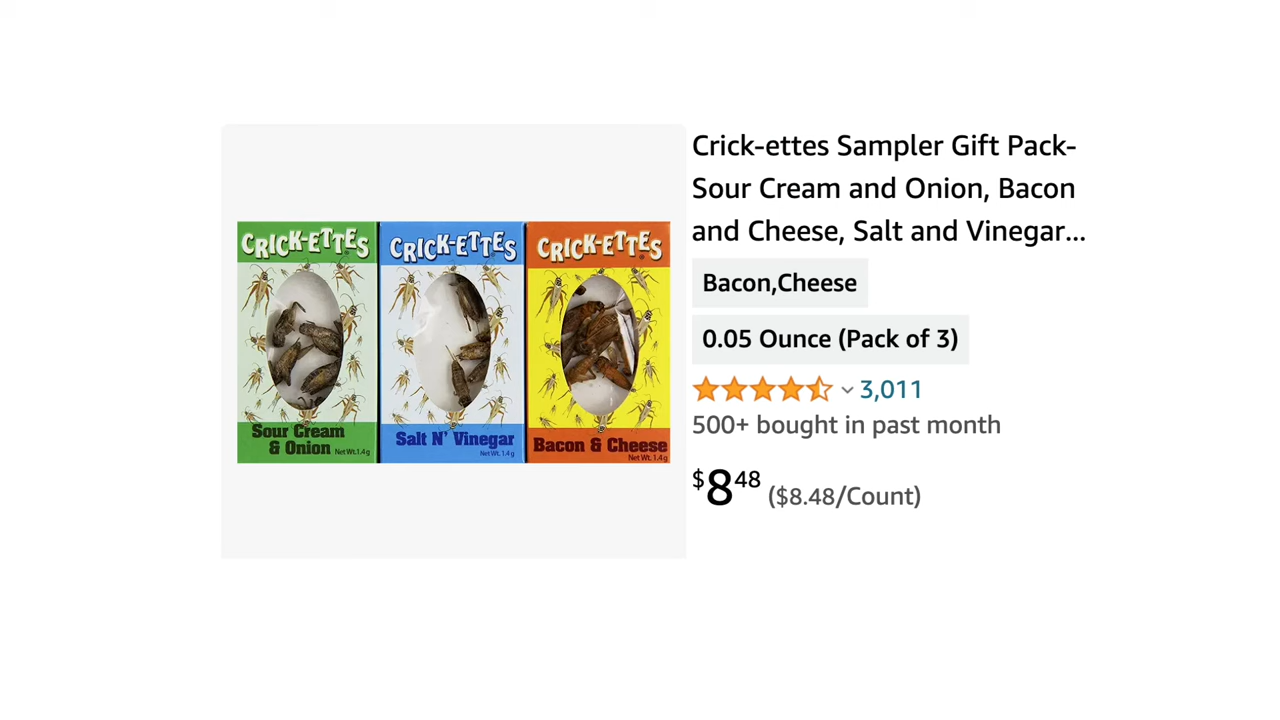 Crick-ettes Sampler Gift Pack-
Sour Cream and Onion, Bacon
and Cheese, Salt and Vinegar...
Bacon,Cheese
0.05 Ounce (Pack of 3)
3,011
500+ bought in past month
$8 48 ($8.48/Count)
CRICK-ETTES
Sour Cream
& Onion Net Wt. 1.4g
CRICK-ETTES
Salt N' Vinegar
Net Wt. 1.4g
CRICK-ETTES
Bacon & Cheese
Net Wt. 1.4g